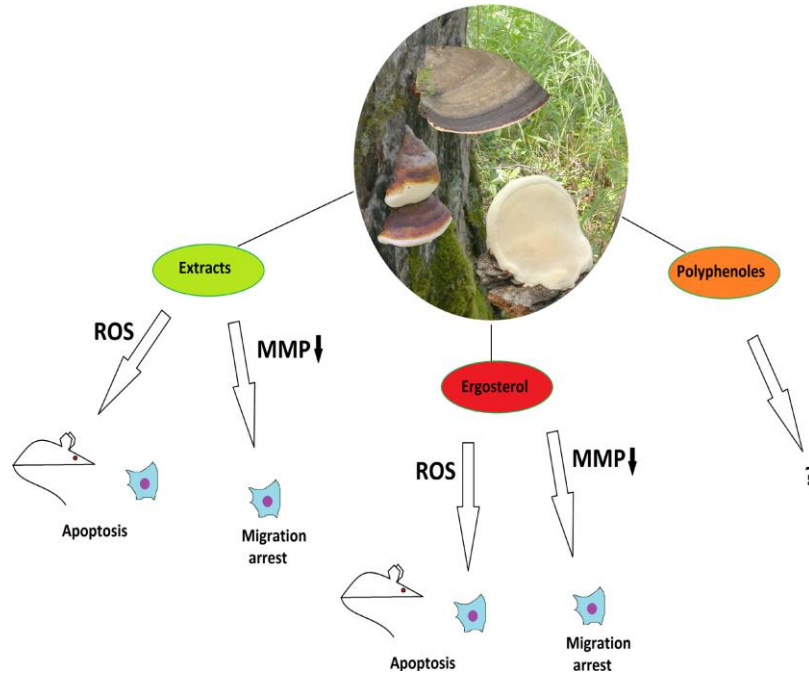 Extracts
Polyphenoles
ROS
MMP
Ergosterol
ROS
MMP
Apoptosis
Migration
arrest
Apoptosis
Migration
arrest